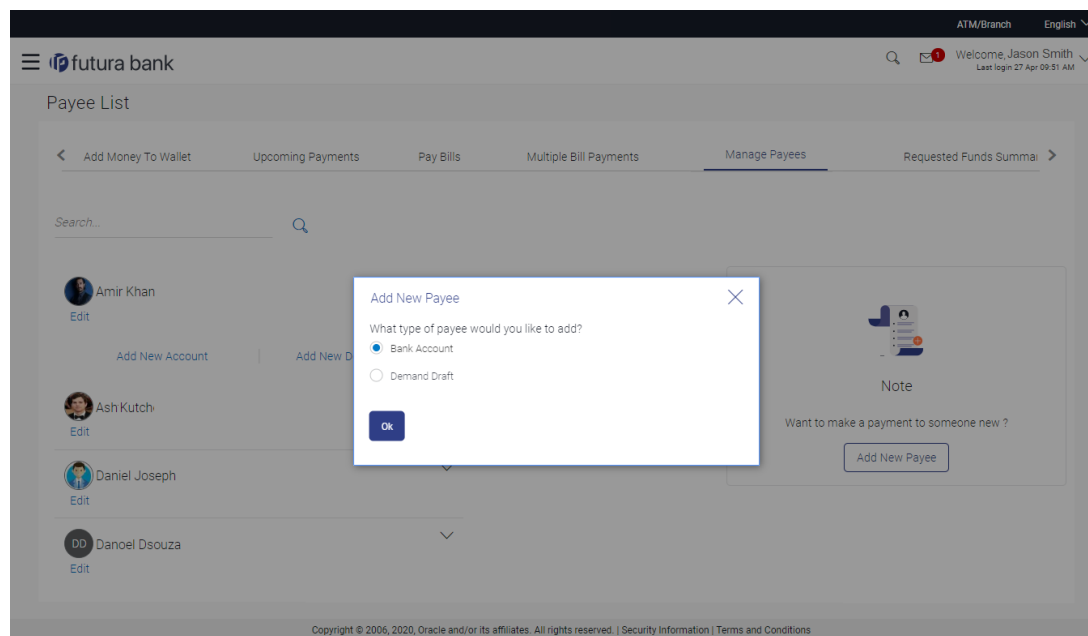 ATM/Branch English
futura bank
1
Welcome, Jason Smith
Last login 27 Apr 09:51 AM
Payee List
Add Money To Wallet Upcoming Payments Pay Bills Multiple Bill Payments Manage Payees Requested Funds Summar
Search...
Amir Khan
Edit
Add New Account Add New D
Ash Kutch
Edit
Daniel Joseph
Edit
DD Danoel Dsouza
Edit
Add New Payee
What type of payee would you like to add?
Bank Account
Demand Draft
Ok
Note
Want to make a payment to someone new ?
Add New Payee
Copyright © 2006, 2020, Oracle and/or its affiliates. All rights reserved. | Security Information | Terms and Conditions